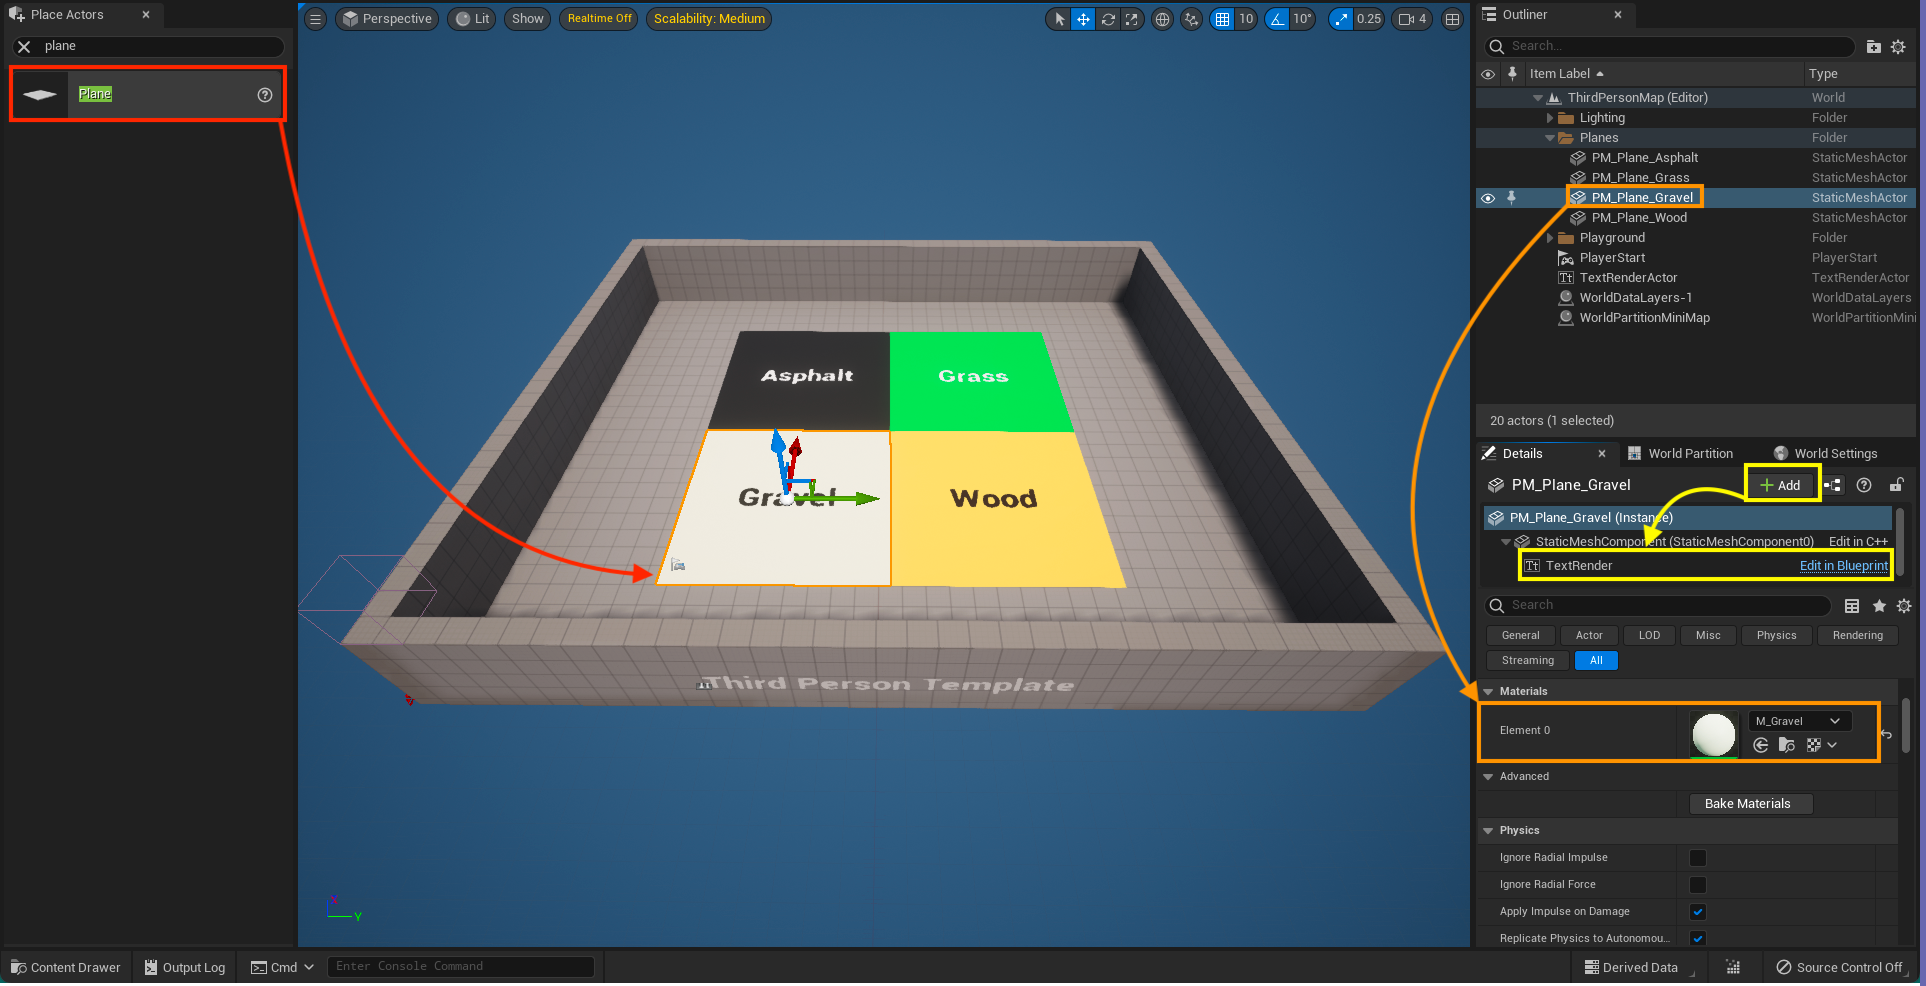 Place Actors
plane
Plane
Perspective
Lit
Show
Realtime Off
Scalability: Medium
10
10°
0.25
4
Asphalt
Grass
Gravel
Wood
Third Person Template
Y
Outliner
Search...
Item Label
Type
ThirdPersonMap (Editor)
World
Lighting
Folder
Planes
Folder
PM_Plane_Asphalt
StaticMeshActor
PM_Plane_Grass
StaticMeshActor
PM_Plane_Gravel
StaticMeshActor
PM_Plane_Wood
StaticMeshActor
Playground
Folder
PlayerStart
PlayerStart
Tt
TextRenderActor
TextRenderActor
WorldDataLayers-1
WorldDataLayers
WorldPartitionMiniMap
WorldPartitionMini
20 actors (1 selected)
Details
World Partition
World Settings
PM_Plane_Gravel
Add
PM_Plane_Gravel (Instance)
StaticMeshComponent (StaticMeshComponent0)
Edit in C++
Tt
TextRender
Edit in Blueprint
Search
General
Actor
LOD
Misc
Physics
Rendering
Streaming
All
Materials
Element 0
M_Gravel
Advanced
Bake Materials
Physics
Ignore Radial Impulse
Ignore Radial Force
Apply Impulse on Damage
Replicate Physics to Autonomou...
Content Drawer
Output Log
Cmd
Enter Console Command
Derived Data
Source Control Off